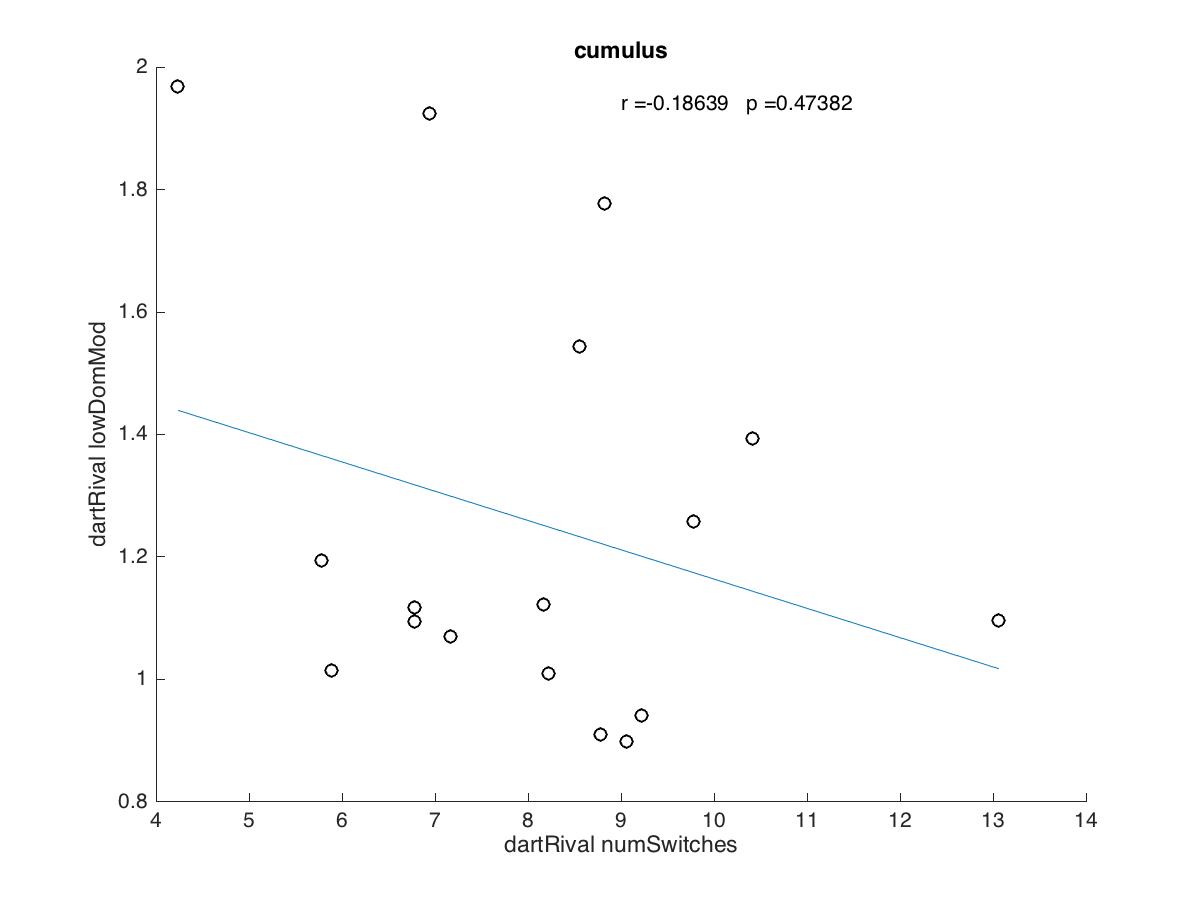 cumulus
r =-0.18639 p =0.47382
2
1.8
1.6
1.4
1.2
1
0.8
dartRival lowDomMod
4 5 6 7 8 9 10 11 12 13 14
dartRival numSwitches